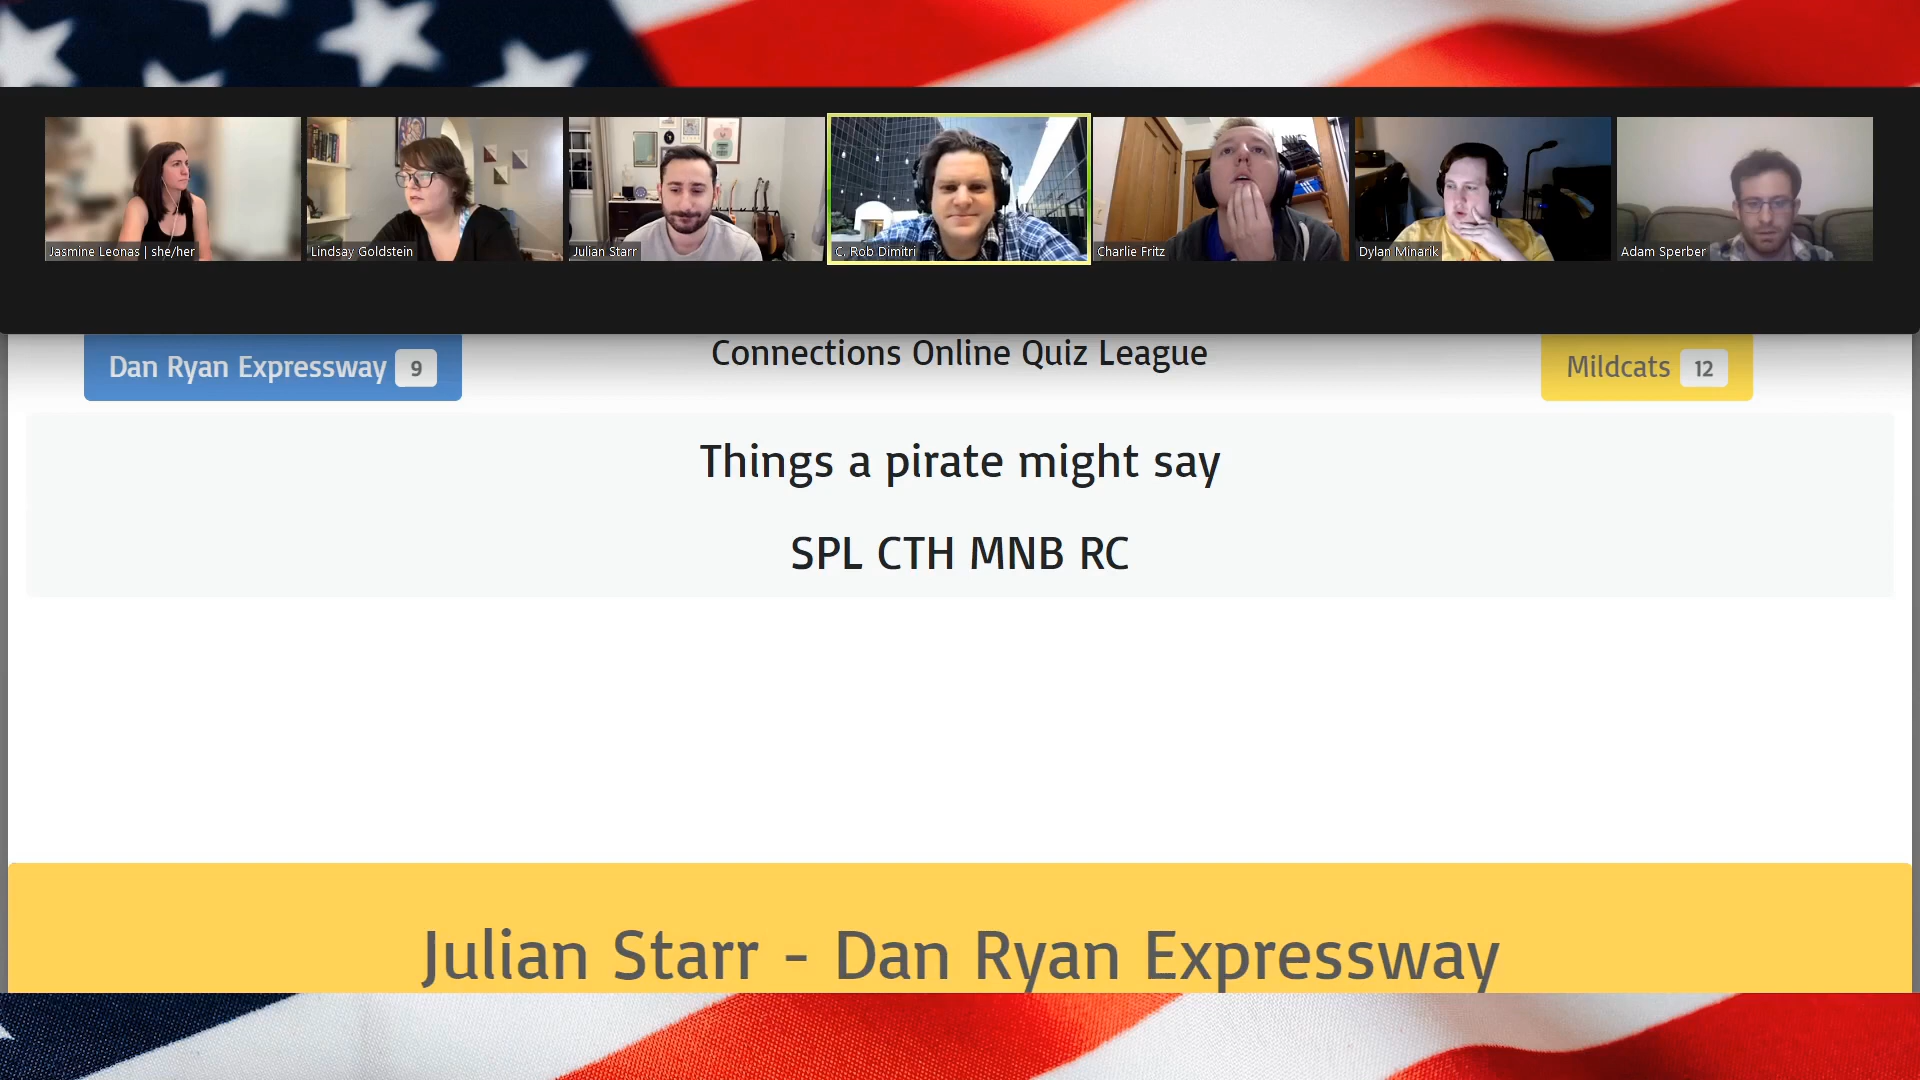 Jasmine Leonas | she/her
Lindsay Goldstein
Julian Starr
C. Rob Dimitri
Charlie Fritz
Dylan Minarik
Adam Sperber
Dan Ryan Expressway 9
Connections Online Quiz League
Mildcats 12
Things a pirate might say
SPL CTH MNB RC
Julian Starr - Dan Ryan Expressway